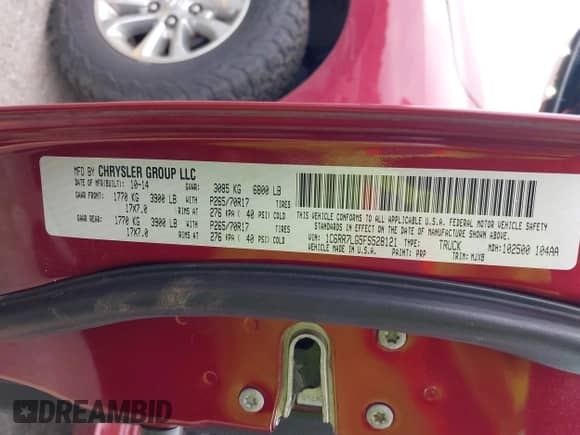 MFD BY CHRYSLER GROUP LLC
DATE OF MFR(BUILT): 10-14 GVWR: 3085 KG 6800 LB
GAWR FRONT: 1770 KG 3900 LB WITH P265/70R17 TIRES
17X7.0 RIMS AT 276 KPA ( 40 PSI) COLD
GAWR REAR: 1770 KG 3900 LB WITH P265/70R17 TIRES
17X7.0 RIMS AT 276 KPA ( 40 PSI) COLD
THIS VEHICLE CONFORMS TO ALL APPLICABLE U.S.A. FEDERAL MOTOR VEHICLE SAFETY
STANDARDS IN EFFECT ON THE DATE OF MANUFACTURE SHOWN ABOVE.
VIN: 1C6RR7LG5FS528121 TYPE: TRUCK MDH: 102500 104AA
VEHICLE MADE IN U.S.A. PAINT: PRP TRIM: MJX8
DREAMBID